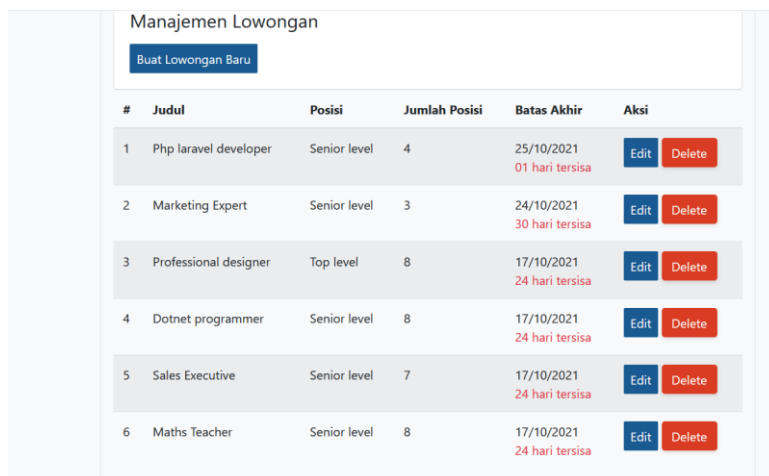 Manajemen Lowongan
Buat Lowongan Baru
# Judul Posisi Jumlah Posisi Batas Akhir Aksi
1 Php laravel developer Senior level 4 25/10/2021 Edit Delete
01 hari tersisa
2 Marketing Expert Senior level 3 24/10/2021 Edit Delete
30 hari tersisa
3 Professional designer Top level 8 17/10/2021 Edit Delete
24 hari tersisa
4 Dotnet programmer Senior level 8 17/10/2021 Edit Delete
24 hari tersisa
5 Sales Executive Senior level 7 17/10/2021 Edit Delete
24 hari tersisa
6 Maths Teacher Senior level 8 17/10/2021 Edit Delete
24 hari tersisa